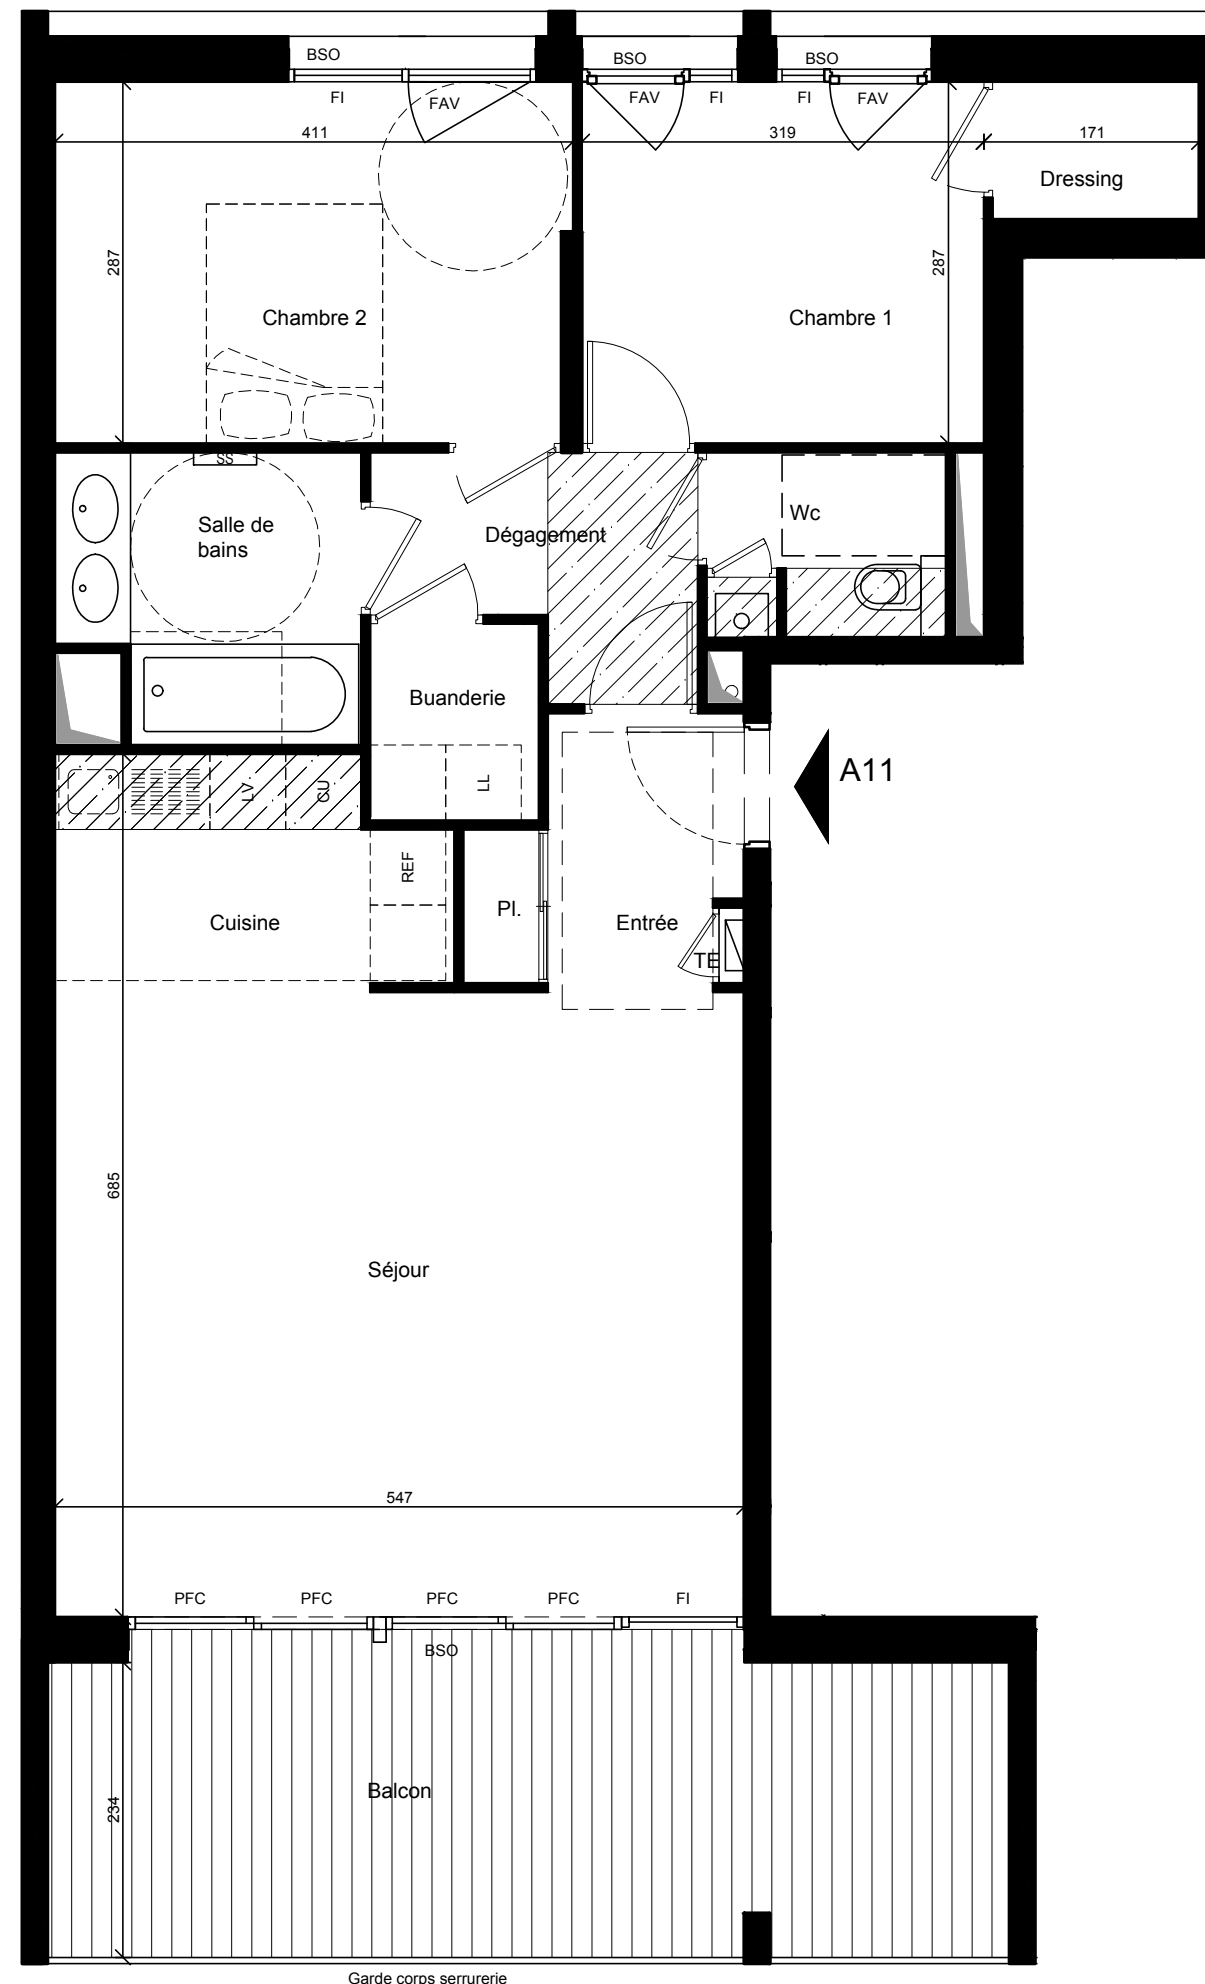 BSO
BSO
BSO
FI
FAV
FAV
FI
FI
FAV
411
319
171
Dressing
287
287
Chambre 2
Chambre 1
SS
Salle de
bains
Dégagement
Wc
Buanderie
LL
LV
CU
A11
REF
Pl.
Cuisine
Entrée
TE
685
Séjour
547
PFC
PFC
PFC
PFC
FI
BSO
Balcon
234
Garde corps serrurerie